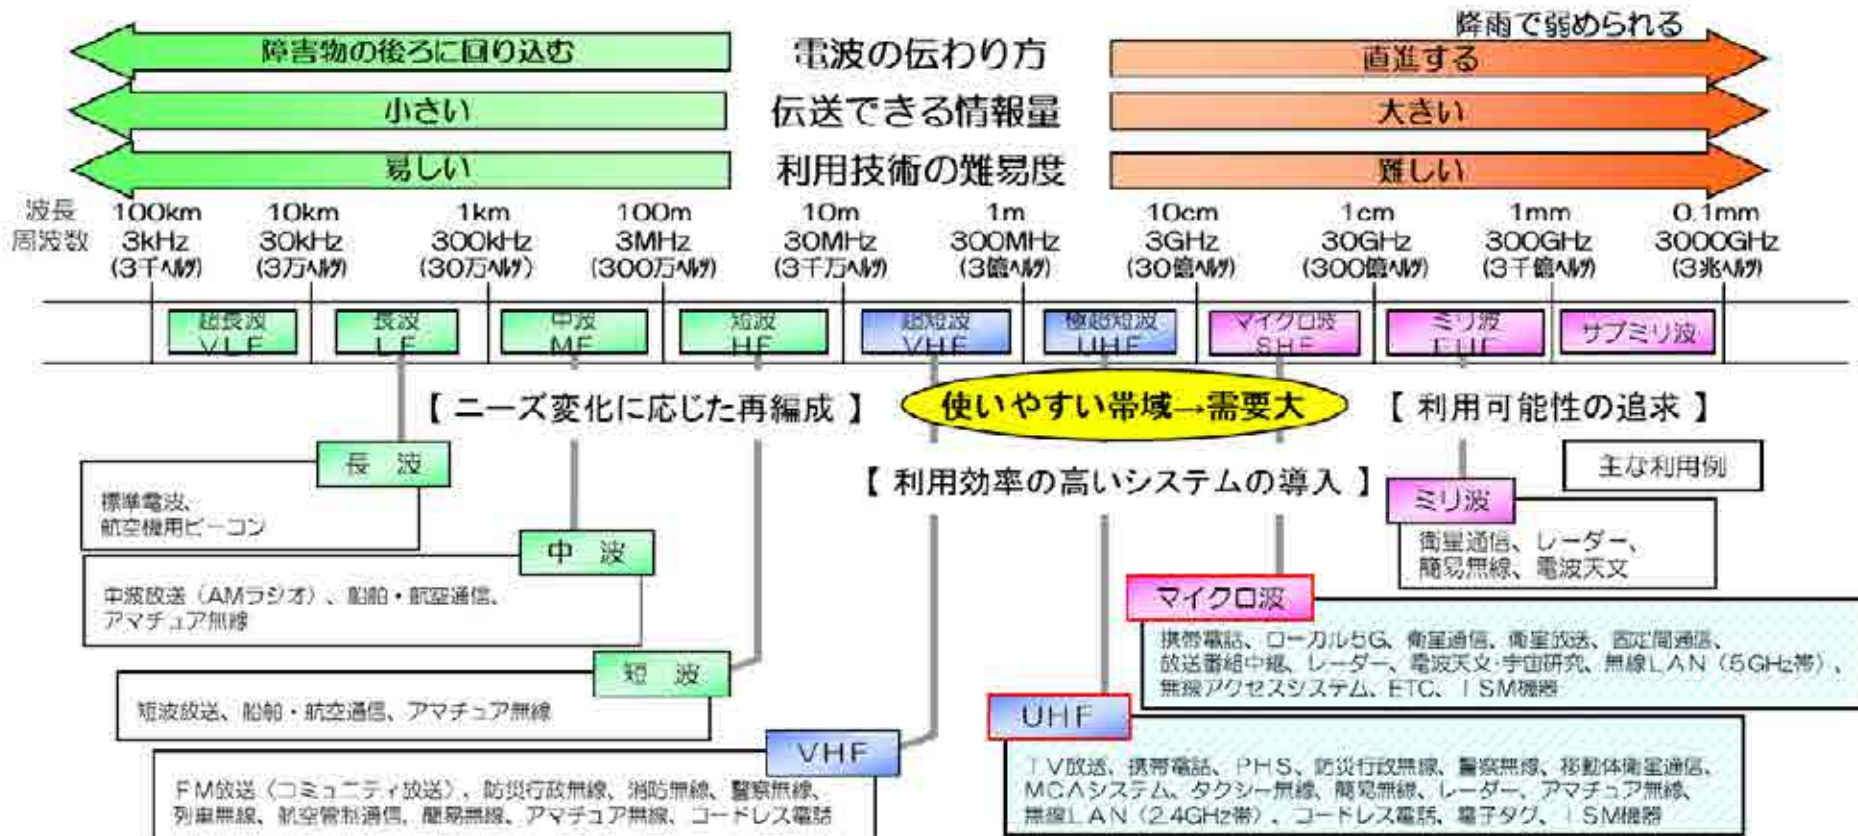 降雨で弱められる
障害物の後ろに回り込む 電波の伝わり方 直進する
小さい 伝送できる情報量 大きい
易しい 利用技術の難易度 難しい
波長 100km 10km 1km 100m 10m 1m 10cm 1cm 1mm 0.1mm
周波数 3kHz 30kHz 300kHz 3MHz 30MHz 300MHz 3GHz 30GHz 300GHz 3000GHz
(3千ヘルツ) (3万ヘルツ) (30万ヘルツ) (300万ヘルツ) (3千万ヘルツ) (3億ヘルツ) (30億ヘルツ) (300億ヘルツ) (3千億ヘルツ) (3兆ヘルツ)
超長波 長波 中波 短波 超短波 極超短波 マイクロ波 ミリ波 サブミリ波
VLF LF MF HF VHF UHF SHF EHF
【 ニーズ変化に応じた再編成 】 使いやすい帯域→需要大 【 利用可能性の追求 】
【 利用効率の高いシステムの導入 】
主な利用例
長 波
標準電波、
航空機用ビーコン
中 波
中波放送（AMラジオ）、船舶・航空通信、
アマチュア無線
短 波
短波放送、船舶・航空通信、アマチュア無線
VHF
FM放送（コミュニティ放送）、防災行政無線、消防無線、警察無線、
列車無線、航空管制通信、簡易無線、アマチュア無線、コードレス電話
ミリ波
衛星通信、レーダー、
簡易無線、電波天文
マイクロ波
携帯電話、ローカル5G、衛星通信、衛星放送、固定間通信、
放送番組中継、レーダー、電波天文・宇宙研究、無線LAN（5GHz帯）、
無線アクセスシステム、ETC、ISM機器
UHF
TV放送、携帯電話、PHS、防災行政無線、警察無線、移動体衛星通信、
MCAシステム、タクシー無線、簡易無線、レーダー、アマチュア無線、
無線LAN（2.4GHz帯）、コードレス電話、電子タグ、ISM機器